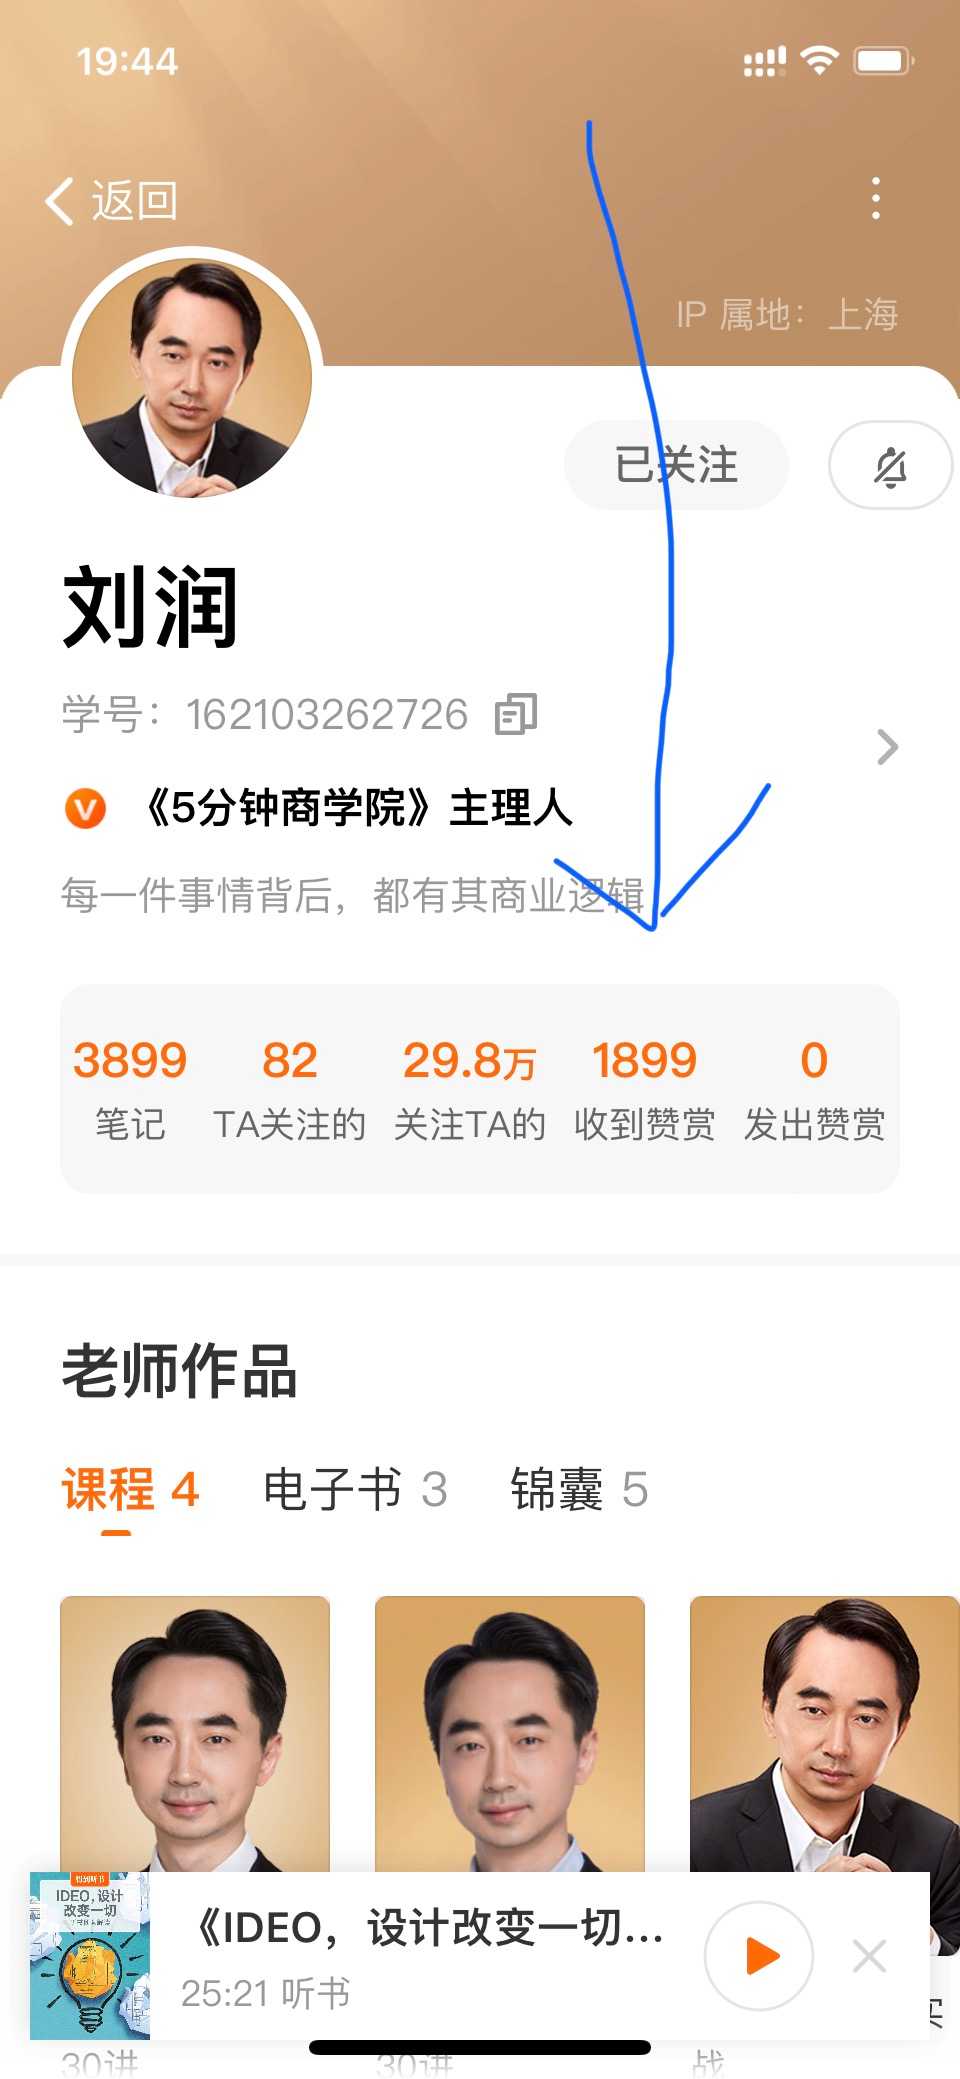 19:44
返回
IP 属地：上海
已关注
刘润
学号：162103262726
《5分钟商学院》主理人
每一件事情背后，都有其商业逻辑
3899 82 29.8万 1899 0
笔记 TA关注的 关注TA的 收到赞赏 发出赞赏
老师作品
课程 4 电子书 3 锦囊 5
得到听书
IDEO，设计
改变一切
《IDEO，设计改变一切...
25:21 听书
30讲 30讲 战